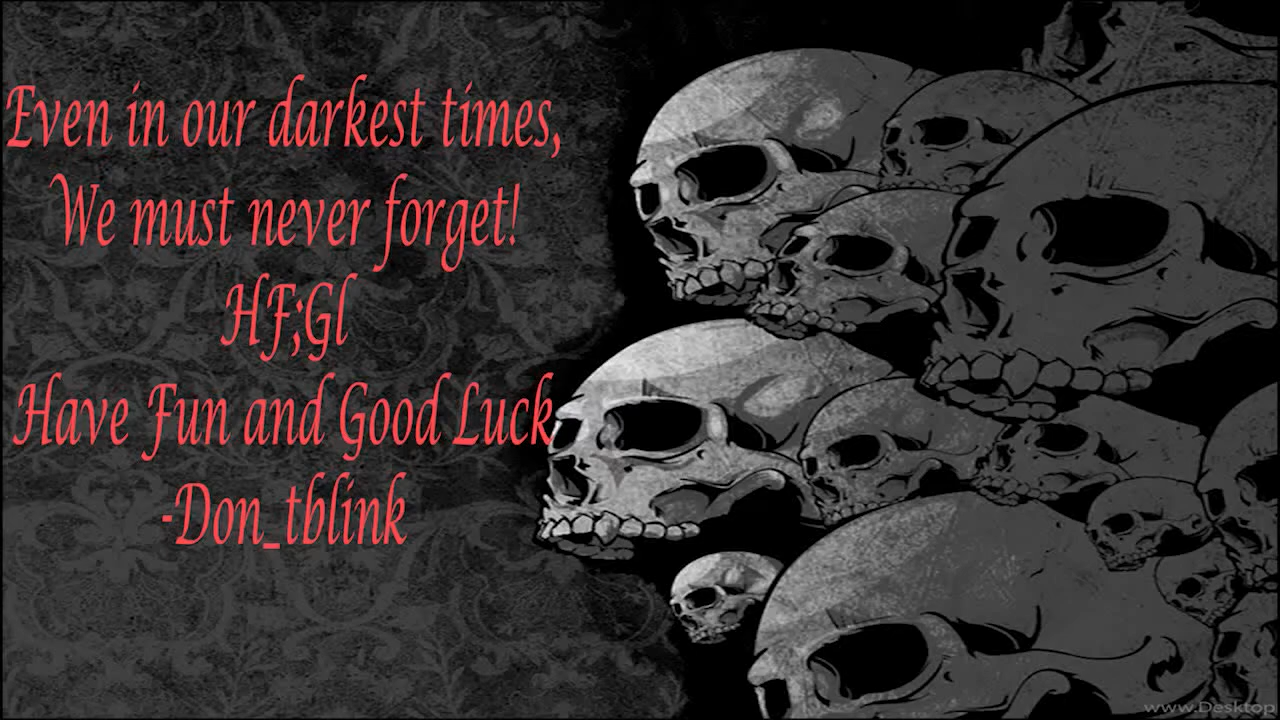 Even in our darkest times,
We must never forget!
HF;Gl
Have Fun and Good Luck
-Don_tblink
www.Desktop